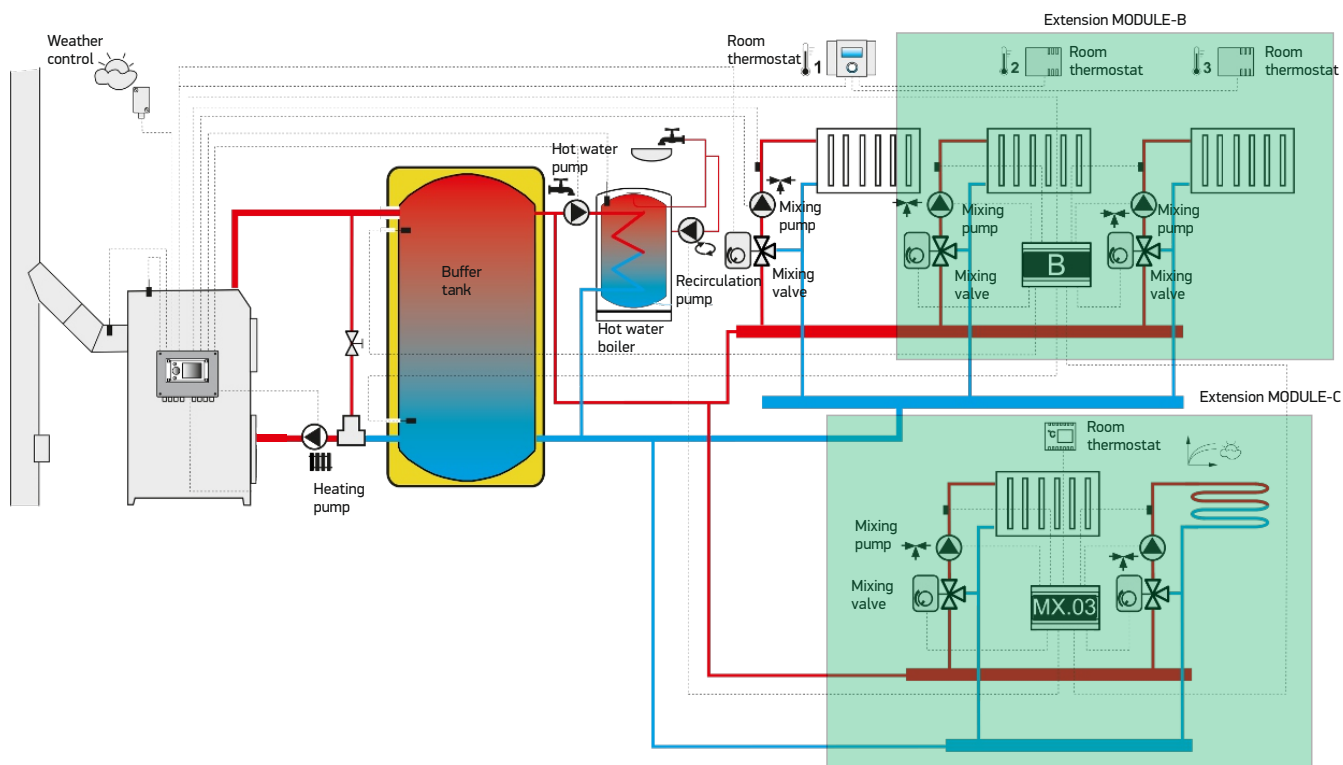 Extension MODULE-B
Weather
control
Room
thermostat
1
2
Room
thermostat
3
Room
thermostat
Hot water
pump
Mixing
pump
Mixing
pump
Mixing
pump
Buffer
tank
B
Recirculation
pump
Mixing
valve
Mixing
valve
Mixing
valve
Hot water
boiler
Extension MODULE-C
Room
thermostat
°C
Heating
pump
Mixing
pump
Mixing
valve
MX.03